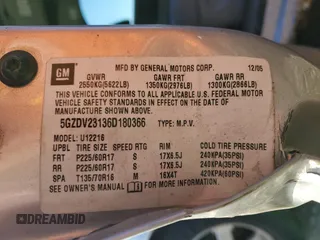 GM
MFD BY GENERAL MOTORS CORP. 12/05
GVWR GAWR FRT GAWR RR
2550KG(5622LB) 1350KG(2976LB) 1300KG(2866LB)
THIS VEHICLE CONFORMS TO ALL APPLICABLE U.S. FEDERAL
MOTOR VEHICLE SAFETY STANDARDS IN EFFECT ON THE DATE OF
MANUFACTURE SHOWN ABOVE.
5GZDV23136D180366 TYPE: M.P.V.
MODEL: U12216
UPBL TIRE SIZE SPEED RTG RIM COLD TIRE PRESSURE
FRT P225/60R17 S 17X6.5J 240KPA(35PSI)
RR P225/60R17 S 17X6.5J 240KPA(35PSI)
SPA T135/70R16 M 16X4T 420KPA(60PSI)
SEE OWNER'S MANUAL
DREAMBID